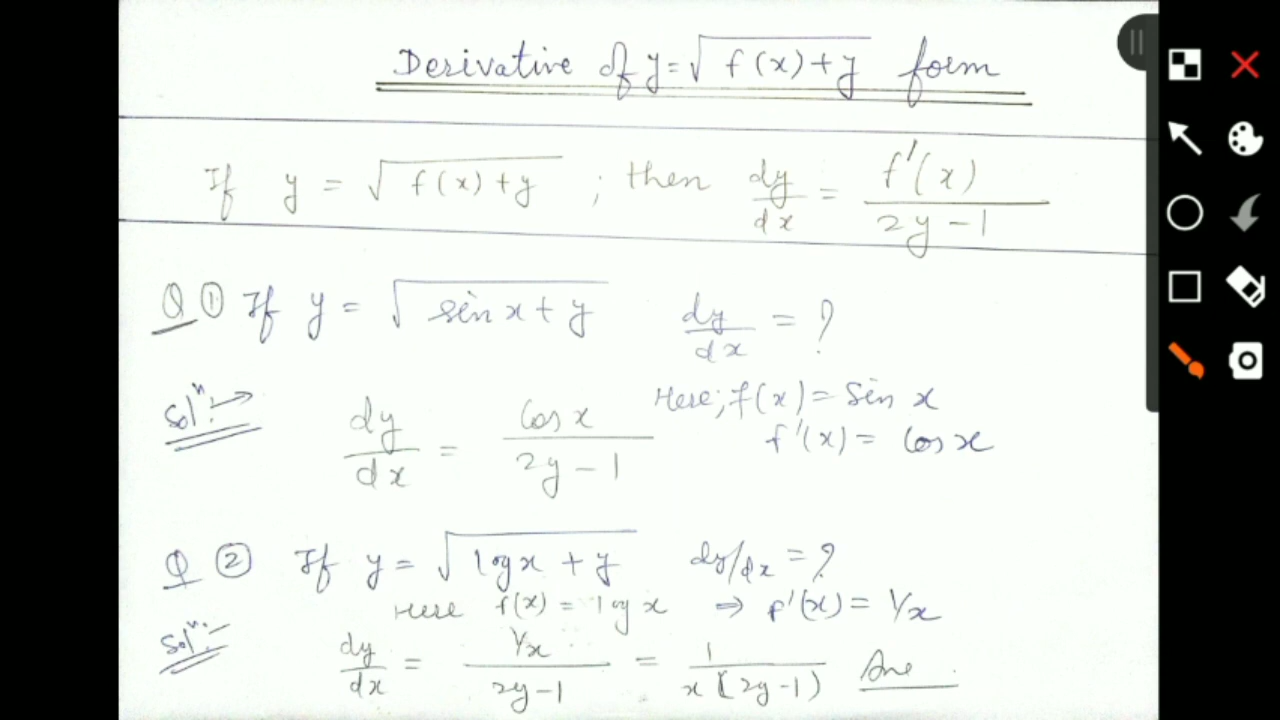 Derivative of y = √f(x)+y form
If y = √f(x)+y ; then dy/dx = f'(x)/2y-1
Q ① If y = √sin x + y dy/dx = ?
Solⁿ:→ Here; f(x) = Sin x
f'(x) = Cos x
dy/dx = Cos x/2y-1
Q ② If y = √log x + y dy/dx = ?
Here f(x) = log x ⇒ f'(x) = 1/x
Solⁿ:- dy/dx = 1/x/2y-1 = 1/x(2y-1) Ans.